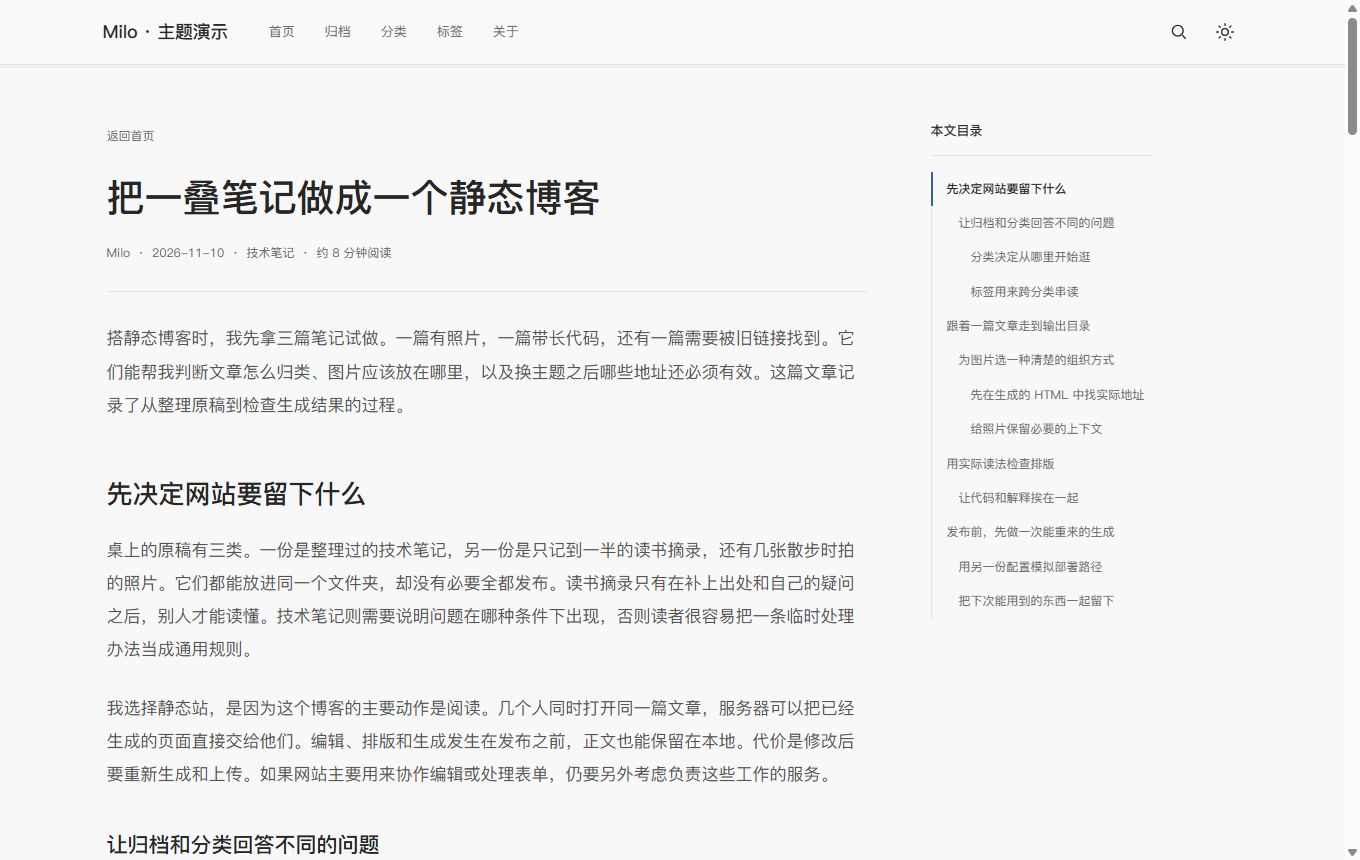 Milo · 主题演示
首页 归档 分类 标签 关于
返回首页
把一叠笔记做成一个静态博客
Milo · 2026-11-10 · 技术笔记 · 约 8 分钟阅读
搭静态博客时，我先拿三篇笔记试做。一篇有照片，一篇带长代码，还有一篇需要被旧链接找到。它
们能帮我判断文章怎么归类、图片应该放在哪里，以及换主题之后哪些地址还必须有效。这篇文章记
录了从整理原稿到检查生成结果的过程。
先决定网站要留下什么
桌上的原稿有三类。一份是整理过的技术笔记，另一份是只记到一半的读书摘录，还有几张散步时拍
的照片。它们都能放进同一个文件夹，却没有必要全都发布。读书摘录只有在补上出处和自己的疑问
之后，别人才能读懂。技术笔记则需要说明问题在哪种条件下出现，否则读者很容易把一条临时处理
办法当成通用规则。
我选择静态站，是因为这个博客的主要动作是阅读。几个人同时打开同一篇文章，服务器可以把已经
生成的页面直接交给他们。编辑、排版和生成发生在发布之前，正文也能保留在本地。代价是修改后
要重新生成和上传。如果网站主要用来协作编辑或处理表单，仍要另外考虑负责这些工作的服务。
让归档和分类回答不同的问题
本文目录
先决定网站要留下什么
让归档和分类回答不同的问题
分类决定从哪里开始逛
标签用来跨分类串读
跟着一篇文章走到输出目录
为图片选一种清楚的组织方式
先在生成的 HTML 中找实际地址
给照片保留必要的上下文
用实际读法检查排版
让代码和解释挨在一起
发布前，先做一次能重来的生成
用另一份配置模拟部署路径
把下次能用到的东西一起留下